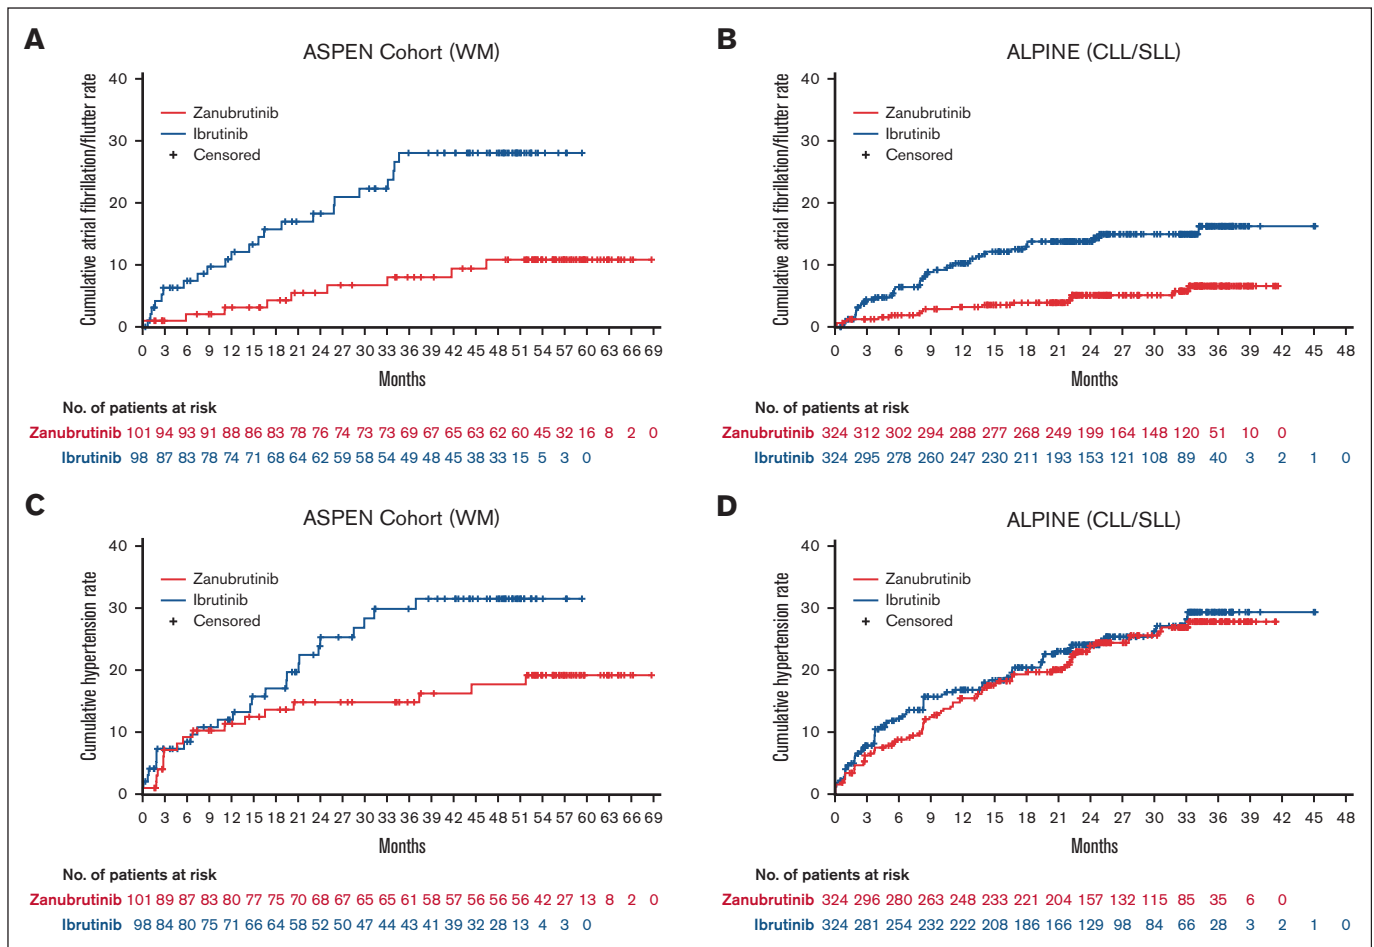 A
ASPEN Cohort (WM)
Cumulative atrial fibrillation/flutter rate
40
30
20
10
0
Zanubrutinib
Ibrutinib
+ Censored
0 3 6 9 12 15 18 21 24 27 30 33 36 39 42 45 48 51 54 57 60 63 66 69
Months
No. of patients at risk
Zanubrutinib 101 94 93 91 88 86 83 78 76 74 73 73 69 67 65 63 62 60 45 32 16 8 2 0
Ibrutinib 98 87 83 78 74 71 68 64 62 59 58 54 49 48 45 38 33 15 5 3 0
B
ALPINE (CLL/SLL)
Cumulative atrial fibrillation/flutter rate
40
30
20
10
0
Zanubrutinib
Ibrutinib
+ Censored
0 3 6 9 12 15 18 21 24 27 30 33 36 39 42 45 48
Months
No. of patients at risk
Zanubrutinib 324 312 302 294 288 277 268 249 199 164 148 120 51 10 0
Ibrutinib 324 295 278 260 247 230 211 193 153 121 108 89 40 3 2 1 0
C
ASPEN Cohort (WM)
Cumulative hypertension rate
40
30
20
10
0
Zanubrutinib
Ibrutinib
+ Censored
0 3 6 9 12 15 18 21 24 27 30 33 36 39 42 45 48 51 54 57 60 63 66 69
Months
No. of patients at risk
Zanubrutinib 101 89 87 83 80 77 75 70 68 67 65 65 61 58 57 56 56 56 42 27 13 8 2 0
Ibrutinib 98 84 80 75 71 66 64 58 52 50 47 44 43 41 39 32 28 13 4 3 0
D
ALPINE (CLL/SLL)
Cumulative hypertension rate
40
30
20
10
0
Zanubrutinib
Ibrutinib
+ Censored
0 3 6 9 12 15 18 21 24 27 30 33 36 39 42 45 48
Months
No. of patients at risk
Zanubrutinib 324 296 280 263 248 233 221 204 157 132 115 85 35 6 0
Ibrutinib 324 281 254 232 222 208 186 166 129 98 84 66 28 3 2 1 0